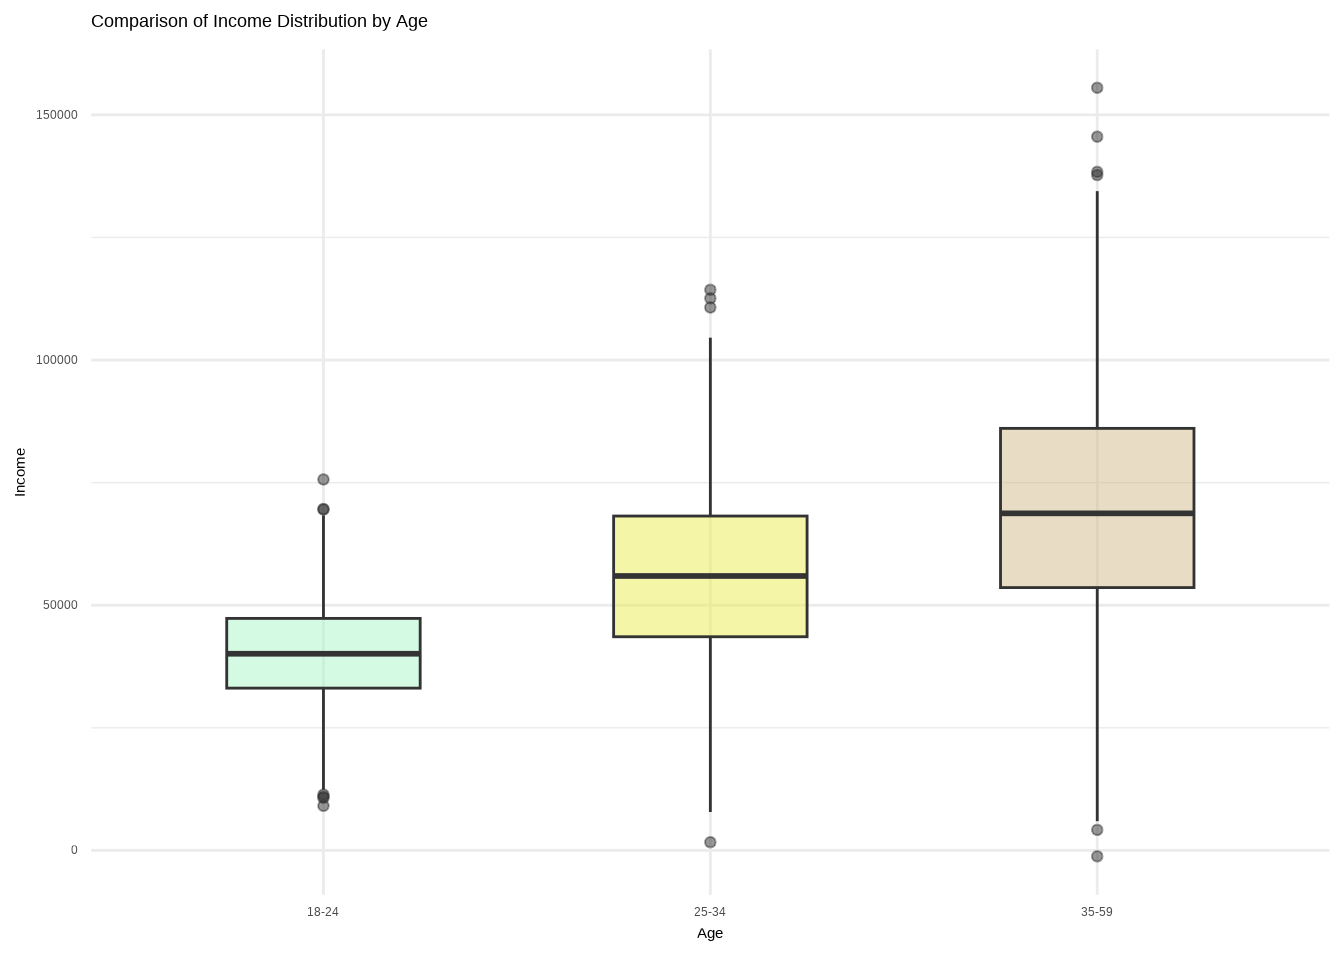 Comparison of Income Distribution by Age
150000
100000
50000
0
Income
18-24
25-34
35-59
Age